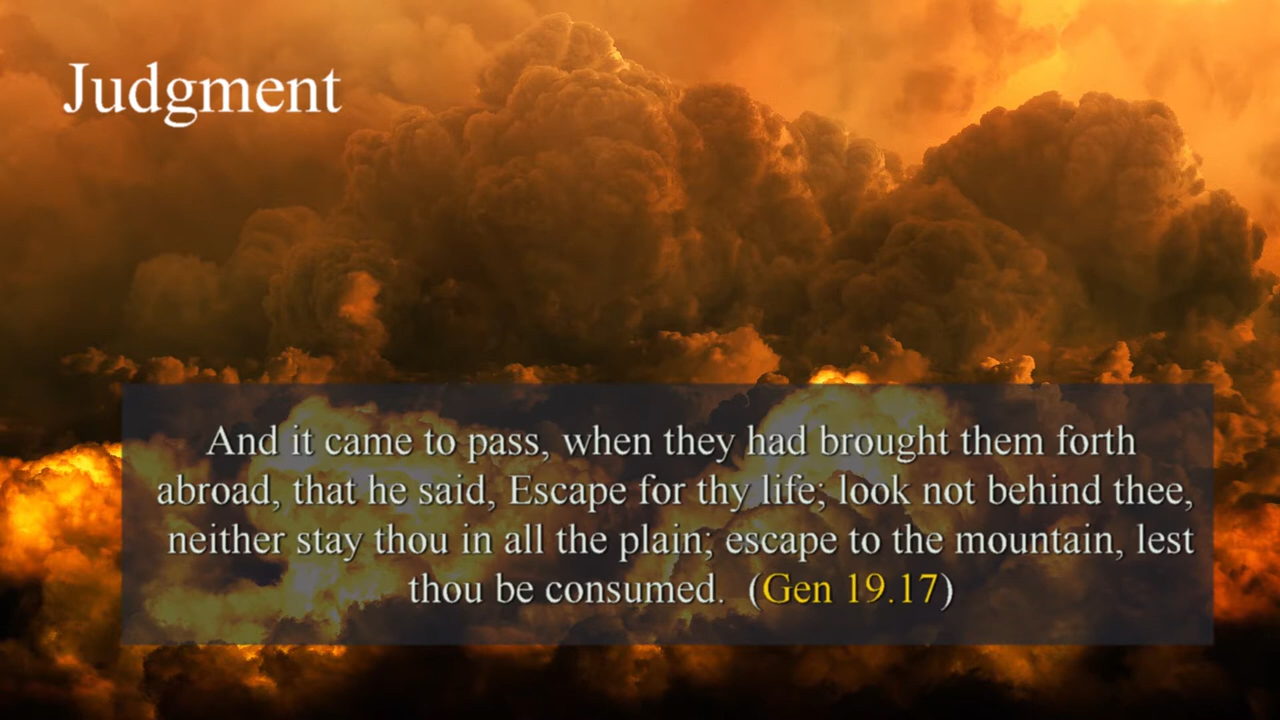 Judgment
And it came to pass, when they had brought them forth
abroad, that he said, Escape for thy life; look not behind thee,
neither stay thou in all the plain; escape to the mountain, lest
thou be consumed.  (Gen 19.17)